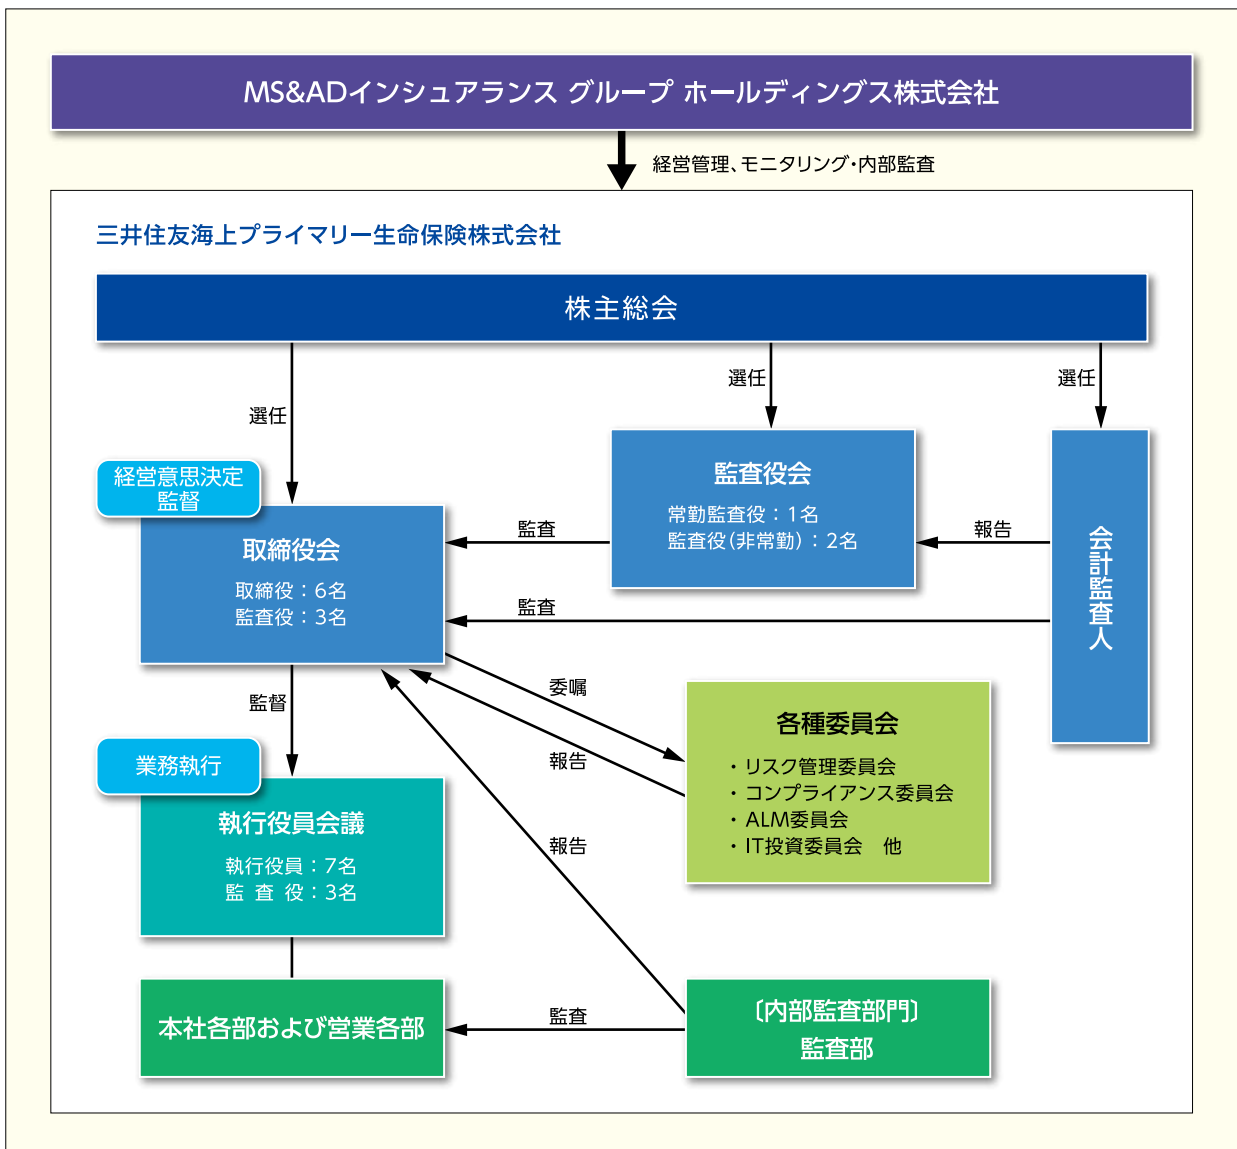 MS&ADインシュアランス グループ ホールディングス株式会社
経営管理、モニタリング・内部監査
三井住友海上プライマリー生命保険株式会社
株主総会
選任
選任
選任
経営意思決定
監督
取締役会
取締役：6名
監査役：3名
監査
監査役会
常勤監査役：1名
監査役（非常勤）：2名
報告
会計監査人
監査
監督
委嘱
報告
各種委員会
・リスク管理委員会
・コンプライアンス委員会
・ALM委員会
・IT投資委員会　他
業務執行
執行役員会議
執行役員：7名
監 査 役：3名
報告
本社各部および営業各部
監査
〔内部監査部門〕
監査部